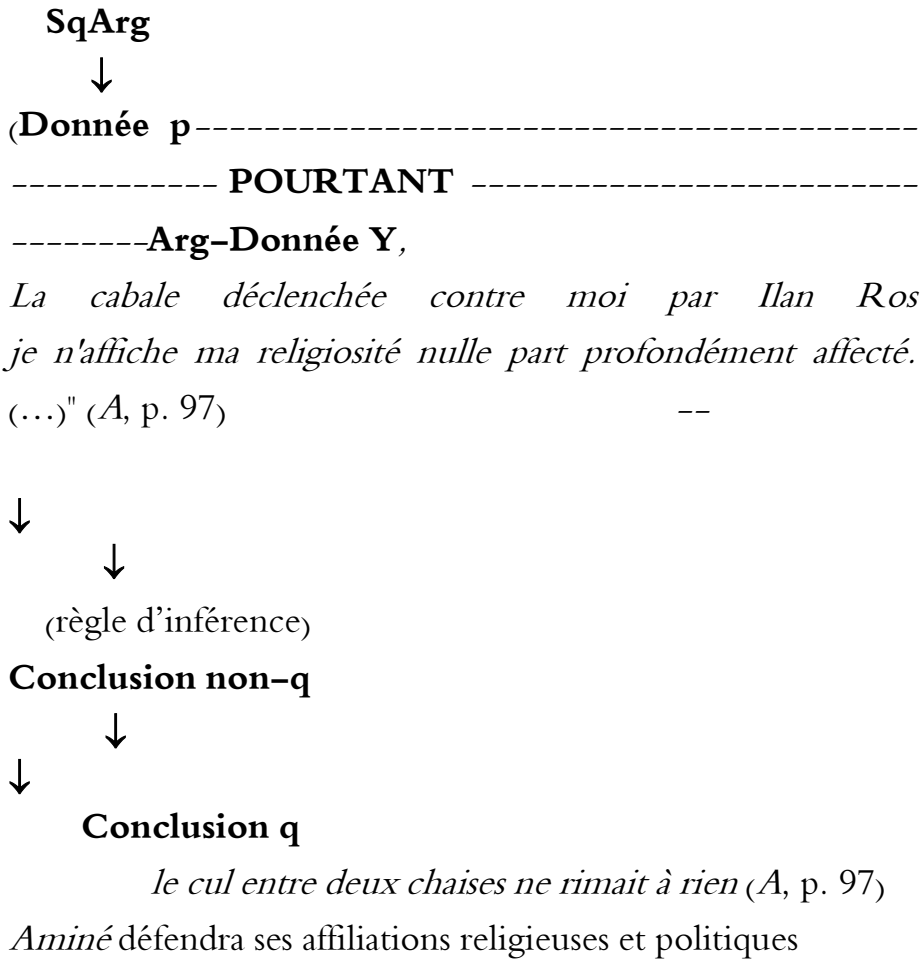 SqArg
↓
(Donnée p------------------------------------------
------------ POURTANT --------------------------
--------Arg-Donnée Y,
La cabale déclenchée contre moi par Ilan Ros
je n'affiche ma religiosité nulle part profondément affecté.
(…)" (A, p. 97) --
↓
↓
(règle d’inférence)
Conclusion non-q
↓
↓
Conclusion q
le cul entre deux chaises ne rimait à rien (A, p. 97)
Aminé défendra ses affiliations religieuses et politiques